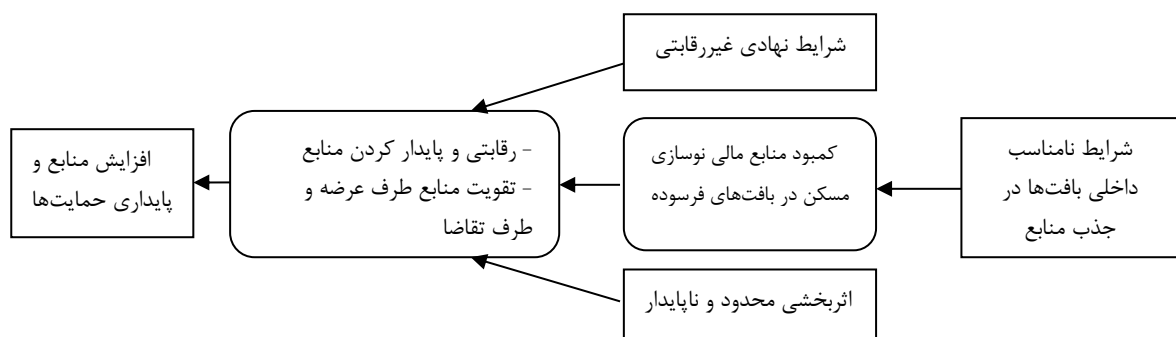 شرایط نهادی غیررقابتی
شرایط نامناسب
داخلی بافت‌ها در
جذب منابع
کمبود منابع مالی نوسازی
مسکن در بافت‌های فرسوده
- رقابتی و پایدار کردن منابع
- تقویت منابع طرف عرضه و
طرف تقاضا
افزایش منابع و
پایداری حمایت‌ها
اثربخشی محدود و ناپایدار